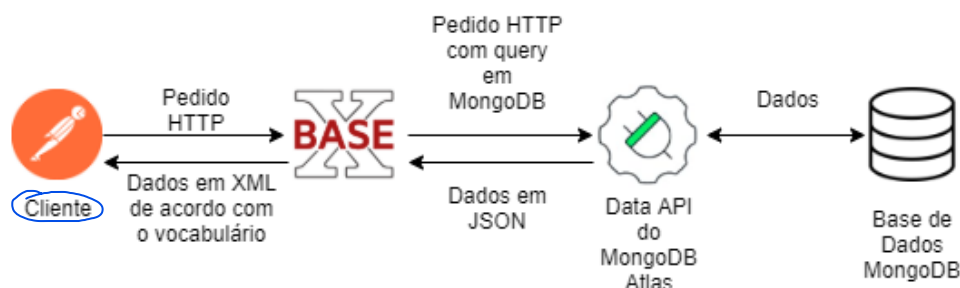 Pedido
HTTP
Dados em XML
de acordo com
o vocabulário
Cliente
X
BASE
Pedido HTTP
com query
em
MongoDB
Dados em
JSON
Data API
do
MongoDB
Atlas
Dados
Base de
Dados
MongoDB